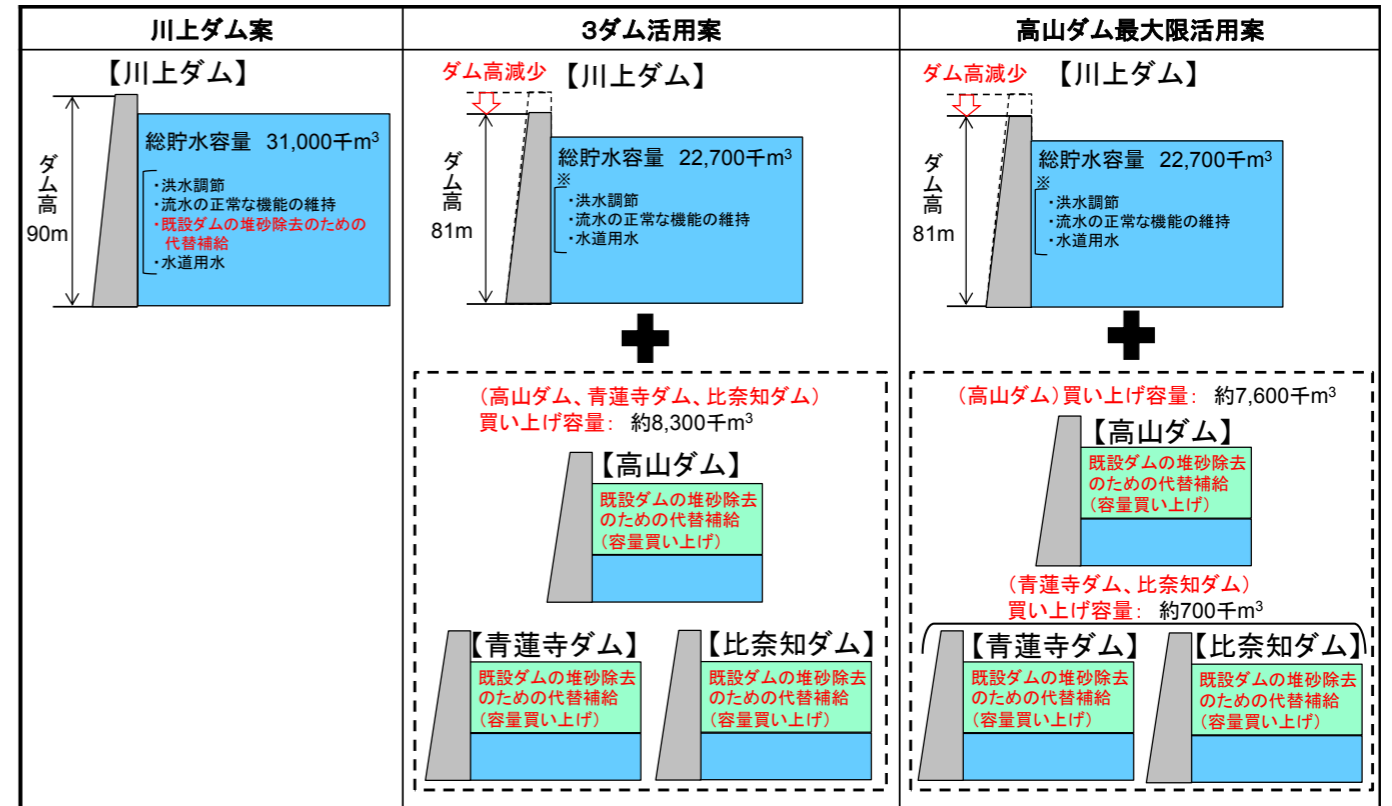 川上ダム案
【川上ダム】
ダム高
90m
総貯水容量 31,000千m³
・洪水調節
・流水の正常な機能の維持
・既設ダムの堆砂除去のための
代替補給
・水道用水
3ダム活用案
ダム高減少
【川上ダム】
ダム高
81m
総貯水容量 22,700千m³
※
・洪水調節
・流水の正常な機能の維持
・水道用水
(高山ダム、青蓮寺ダム、比奈知ダム)
買い上げ容量: 約8,300千m³
【高山ダム】
既設ダムの堆砂除去
のための代替補給
(容量買い上げ)
【青蓮寺ダム】
既設ダムの堆砂除去
のための代替補給
(容量買い上げ)
【比奈知ダム】
既設ダムの堆砂除去
のための代替補給
(容量買い上げ)
高山ダム最大限活用案
ダム高減少
【川上ダム】
ダム高
81m
総貯水容量 22,700千m³
※
・洪水調節
・流水の正常な機能の維持
・水道用水
(高山ダム)買い上げ容量: 約7,600千m³
【高山ダム】
既設ダムの堆砂除去
のための代替補給
(容量買い上げ)
(青蓮寺ダム、比奈知ダム)
買い上げ容量: 約700千m³
【青蓮寺ダム】
既設ダムの堆砂除去
のための代替補給
(容量買い上げ)
【比奈知ダム】
既設ダムの堆砂除去
のための代替補給
(容量買い上げ)